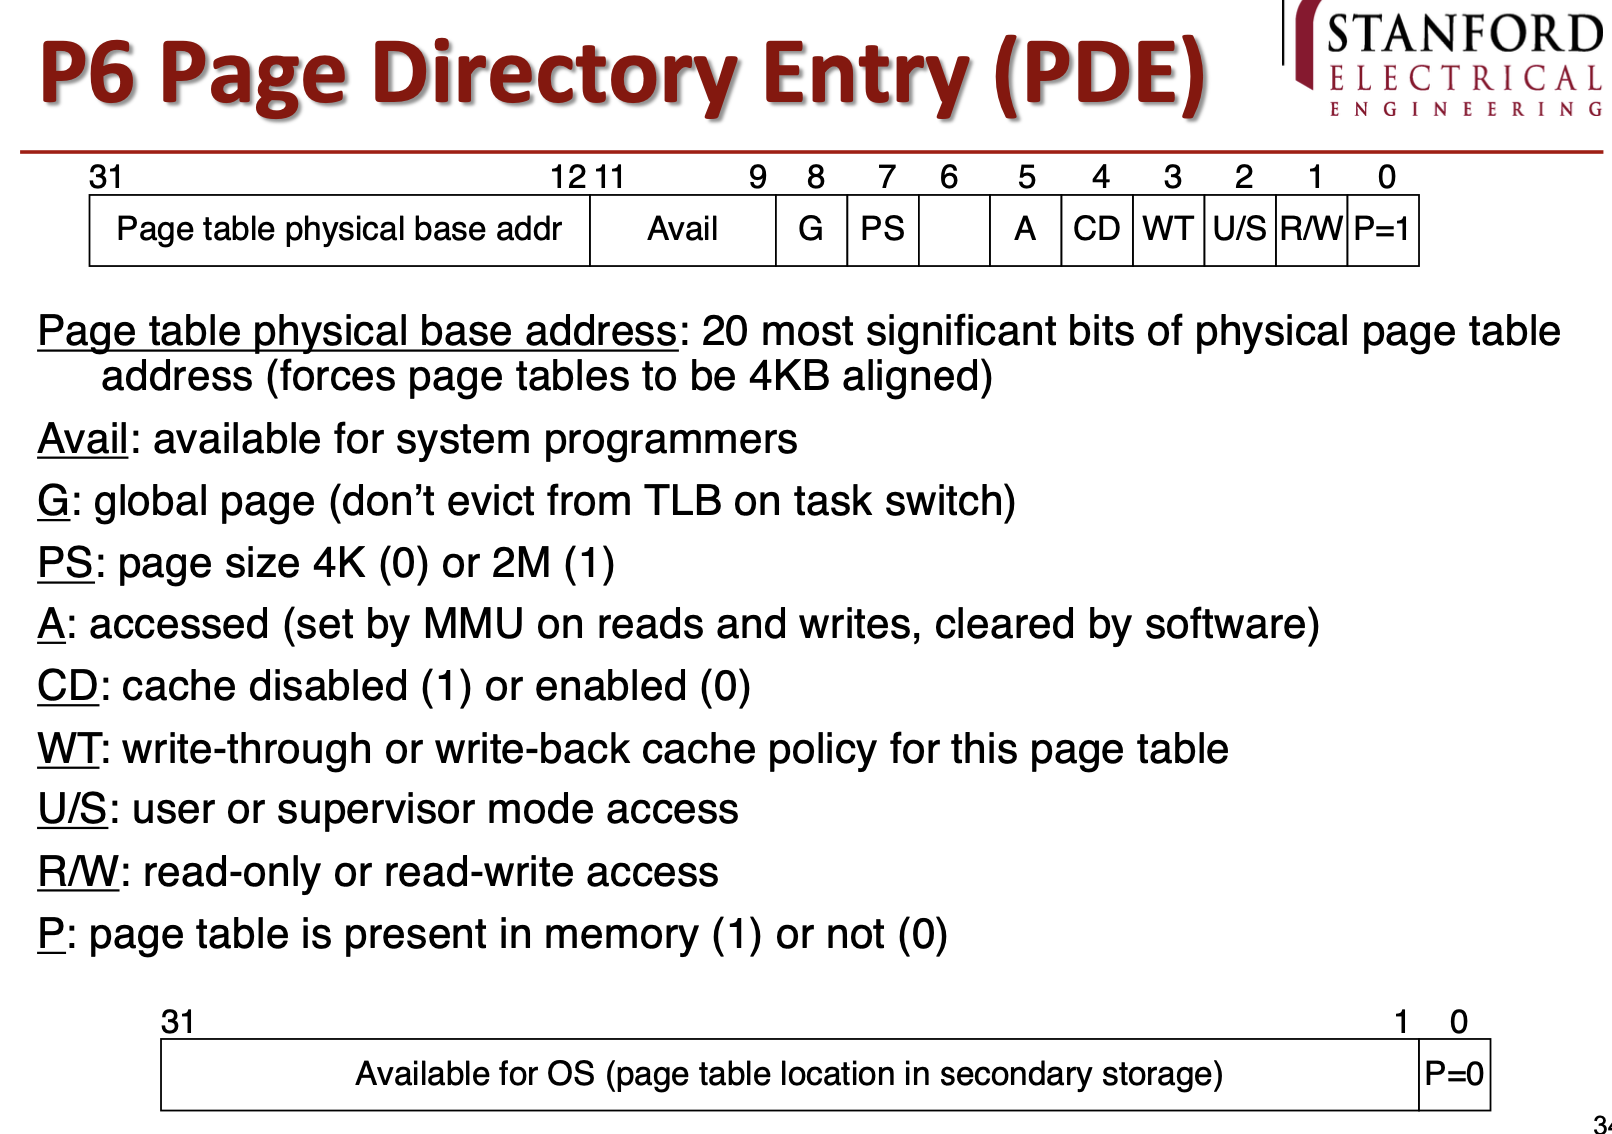 P6 Page Directory Entry (PDE)
STANFORD
ELECTRICAL
ENGINEERING
31 12 11 9 8 7 6 5 4 3 2 1 0
Page table physical base addr Avail G PS A CD WT U/S R/W P=1
Page table physical base address: 20 most significant bits of physical page table
address (forces page tables to be 4KB aligned)
Avail: available for system programmers
G: global page (don’t evict from TLB on task switch)
PS: page size 4K (0) or 2M (1)
A: accessed (set by MMU on reads and writes, cleared by software)
CD: cache disabled (1) or enabled (0)
WT: write-through or write-back cache policy for this page table
U/S: user or supervisor mode access
R/W: read-only or read-write access
P: page table is present in memory (1) or not (0)
31 1 0
Available for OS (page table location in secondary storage) P=0
34